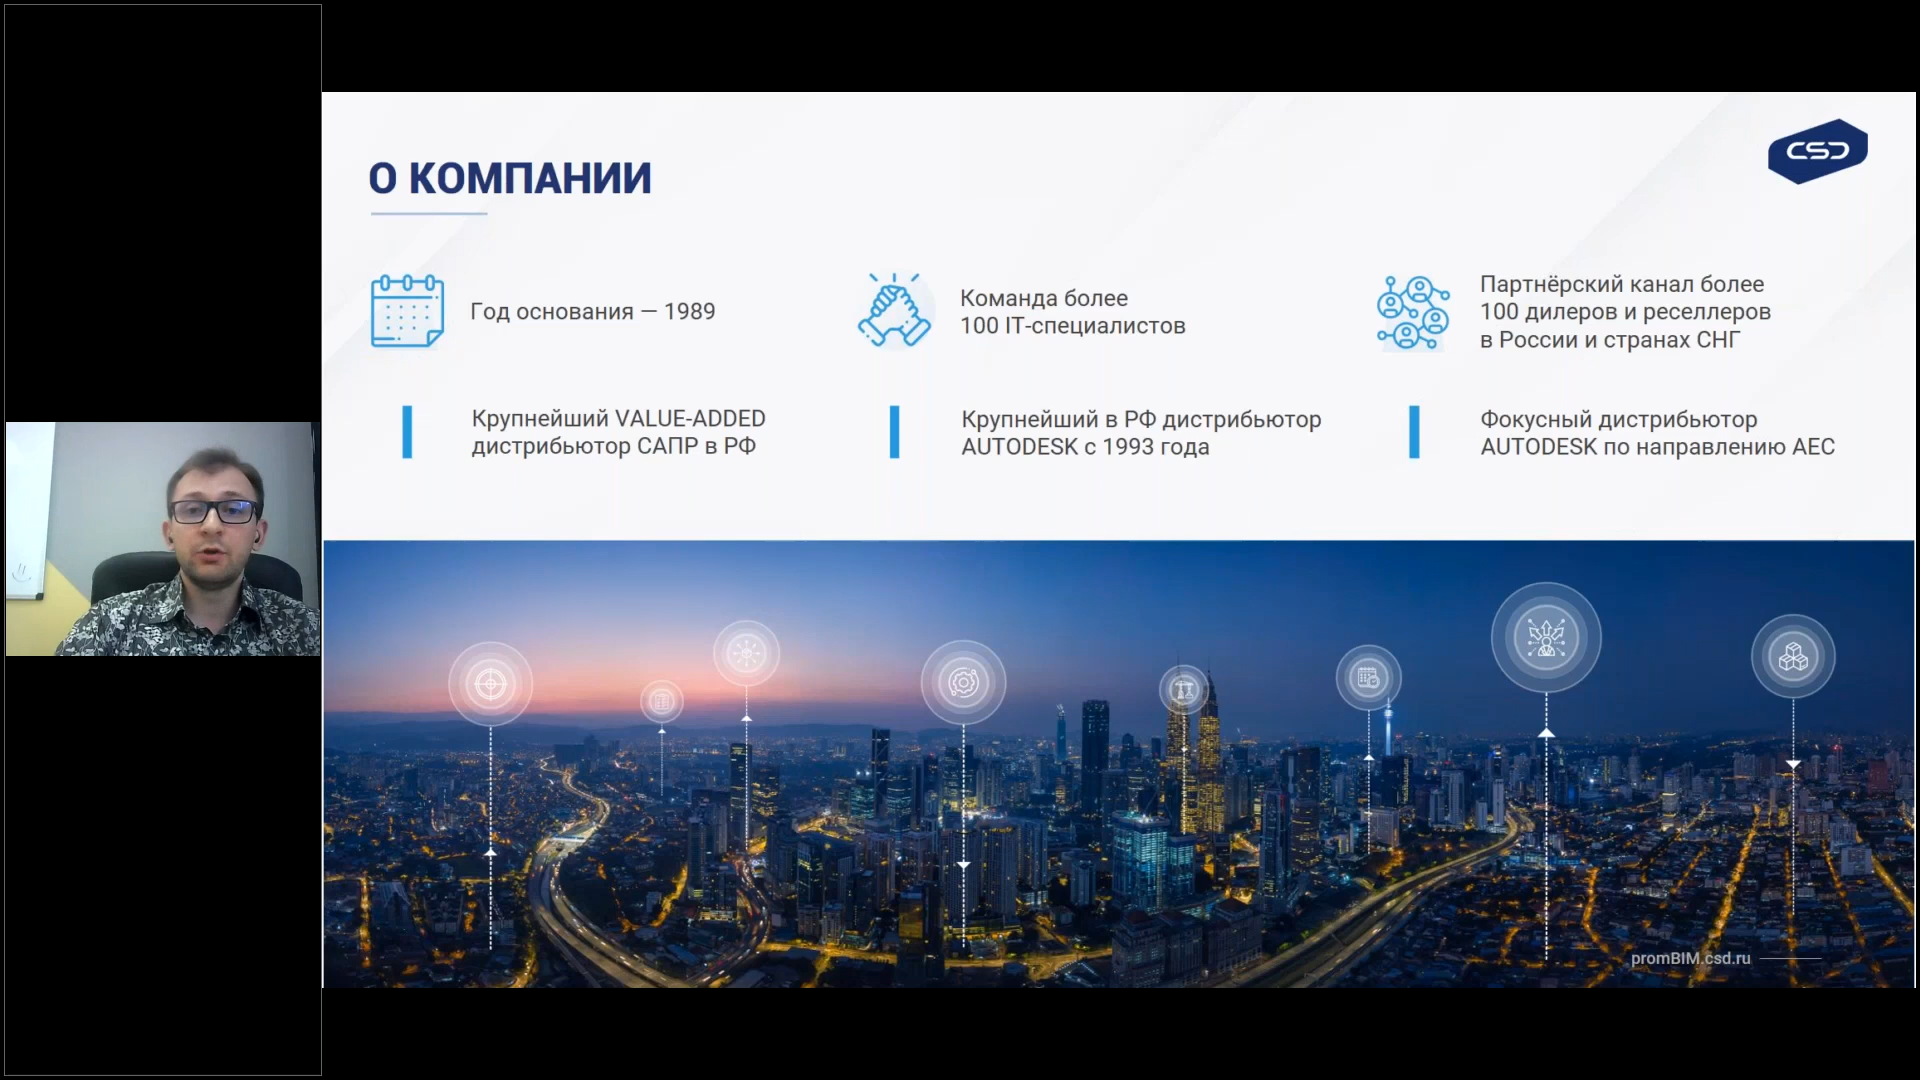 О КОМПАНИИ
CSD
Год основания — 1989
Команда более
100 IT-специалистов
Партнёрский канал более
100 дилеров и реселлеров
в России и странах СНГ
Крупнейший VALUE-ADDED
дистрибьютор САПР в РФ
Крупнейший в РФ дистрибьютор
AUTODESK с 1993 года
Фокусный дистрибьютор
AUTODESK по направлению AEC
promBIM.csd.ru